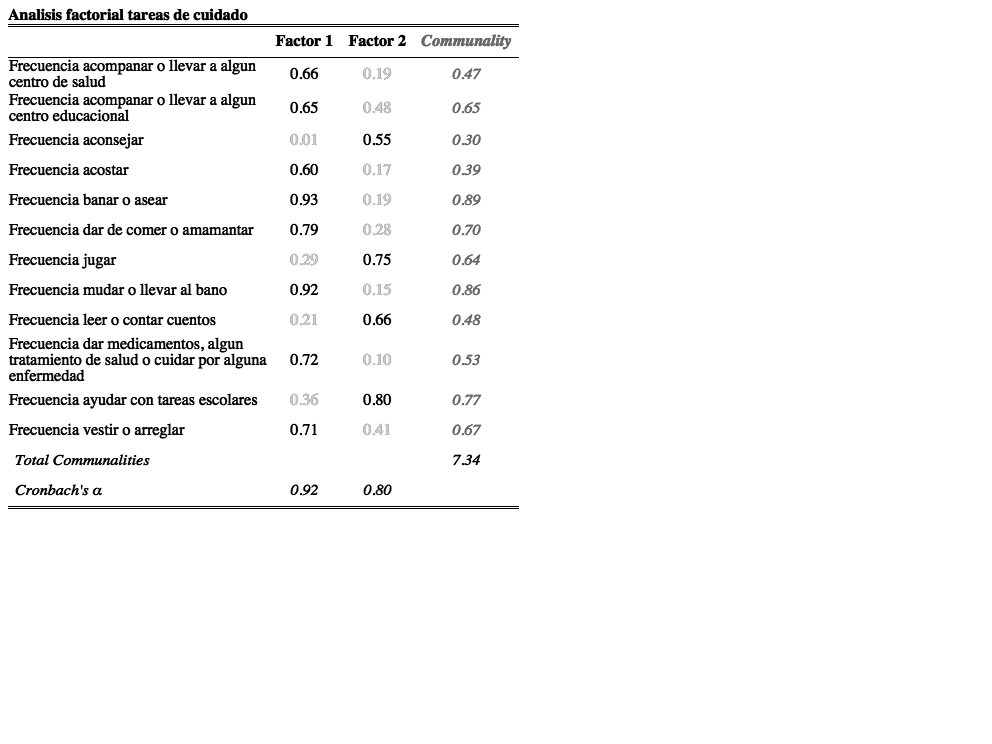 Analisis factorial tareas de cuidado
Factor 1 Factor 2 Communality
Frecuencia acompanar o llevar a algun
centro de salud 0.66 0.19 0.47
Frecuencia acompanar o llevar a algun
centro educacional 0.65 0.48 0.65
Frecuencia aconsejar 0.01 0.55 0.30
Frecuencia acostar 0.60 0.17 0.39
Frecuencia banar o asear 0.93 0.19 0.89
Frecuencia dar de comer o amamantar 0.79 0.28 0.70
Frecuencia jugar 0.29 0.75 0.64
Frecuencia mudar o llevar al bano 0.92 0.15 0.86
Frecuencia leer o contar cuentos 0.21 0.66 0.48
Frecuencia dar medicamentos, algun
tratamiento de salud o cuidar por alguna 0.72 0.10 0.53
enfermedad
Frecuencia ayudar con tareas escolares 0.36 0.80 0.77
Frecuencia vestir o arreglar 0.71 0.41 0.67
Total Communalities 7.34
Cronbach's α 0.92 0.80